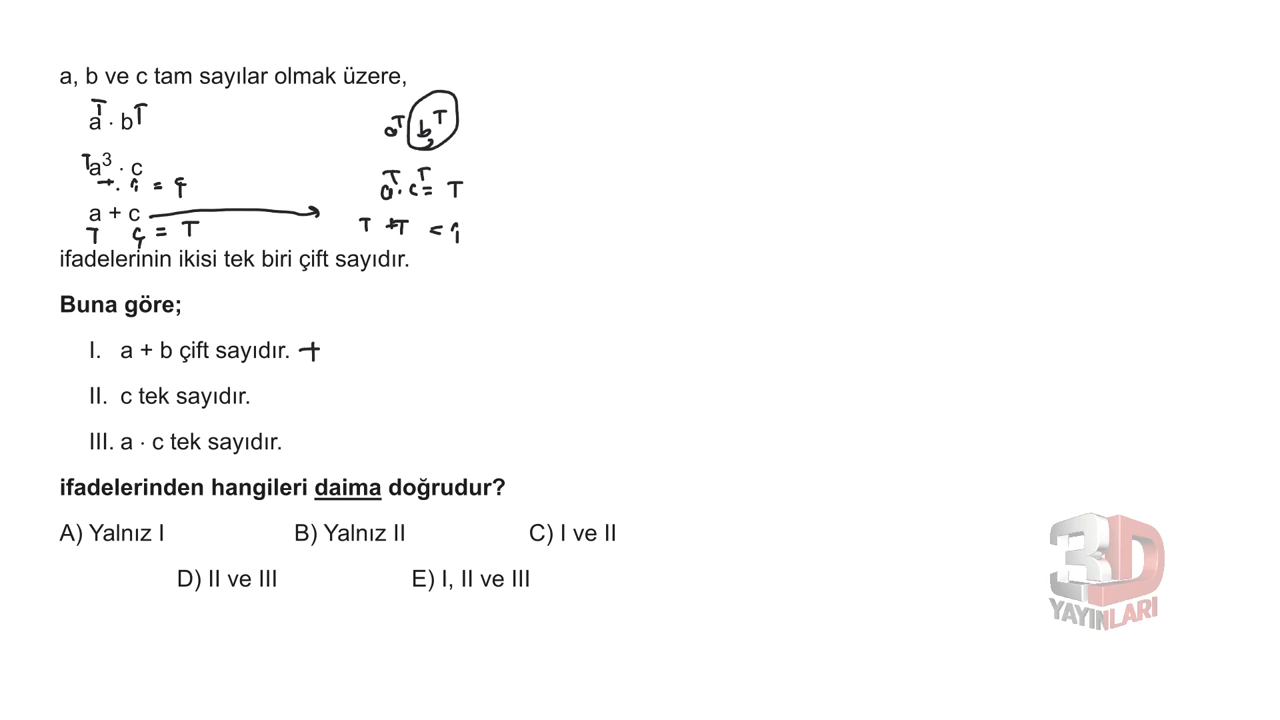 a, b ve c tam sayılar olmak üzere,
T T
a · b
a T b T
T a³ · c
T T
a . c = T
a + c
T ç = T
T + T
ifadelerinin ikisi tek biri çift sayıdır.
Buna göre;
I. a + b çift sayıdır. +
II. c tek sayıdır.
III. a · c tek sayıdır.
ifadelerinden hangileri daima doğrudur?
A) Yalnız I B) Yalnız II C) I ve II
D) II ve III E) I, II ve III
3D
YAYINLARI